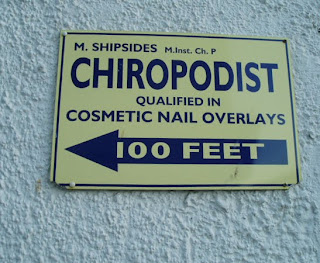 M. SHIPSIDES M.Inst. Ch. P
CHIROPODIST
QUALIFIED IN
COSMETIC NAIL OVERLAYS
100 FEET